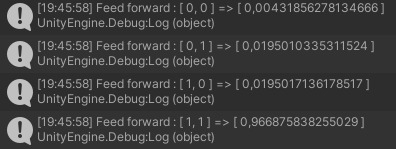 [19:45:58] Feed forward : [ 0, 0 ] => [ 0,00431856278134666 ]
UnityEngine.Debug:Log (object)
[19:45:58] Feed forward : [ 0, 1 ] => [ 0,0195010335311524 ]
UnityEngine.Debug:Log (object)
[19:45:58] Feed forward : [ 1, 0 ] => [ 0,0195017136178517 ]
UnityEngine.Debug:Log (object)
[19:45:58] Feed forward : [ 1, 1 ] => [ 0,966875838255029 ]
UnityEngine.Debug:Log (object)